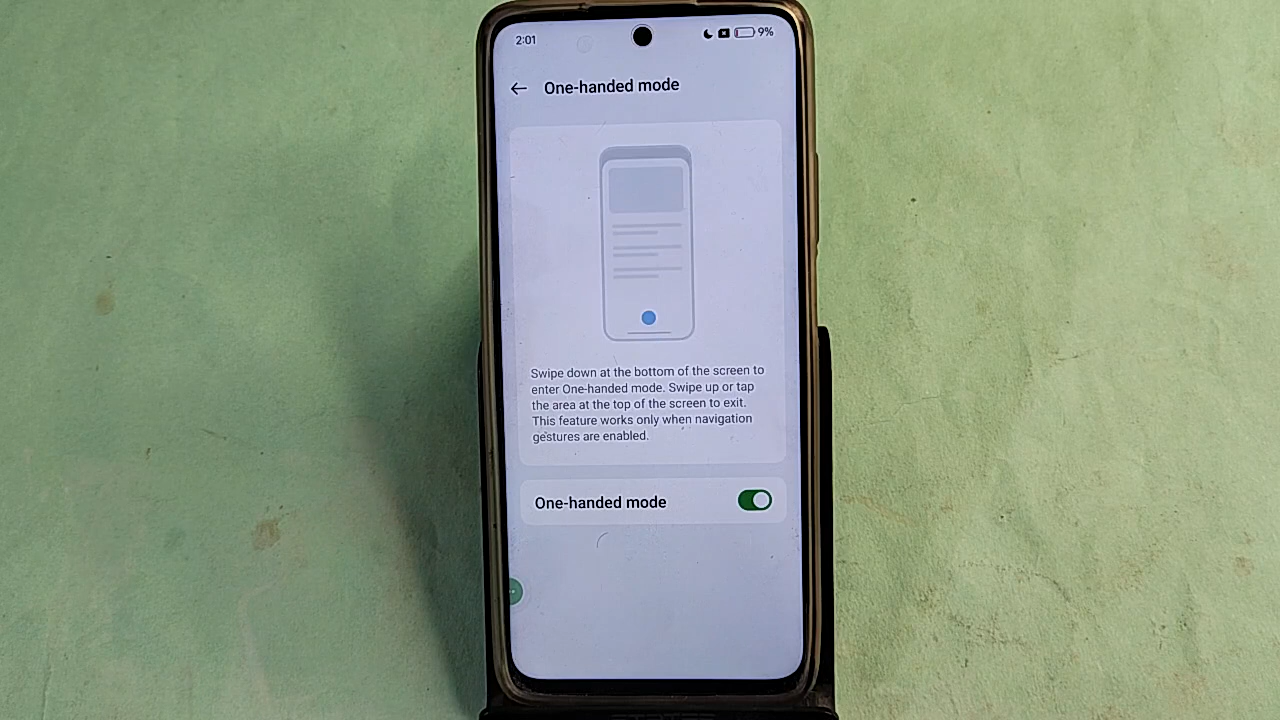 2:01
9%
One-handed mode
Swipe down at the bottom of the screen to
enter One-handed mode. Swipe up or tap
the area at the top of the screen to exit.
This feature works only when navigation
gestures are enabled.
One-handed mode